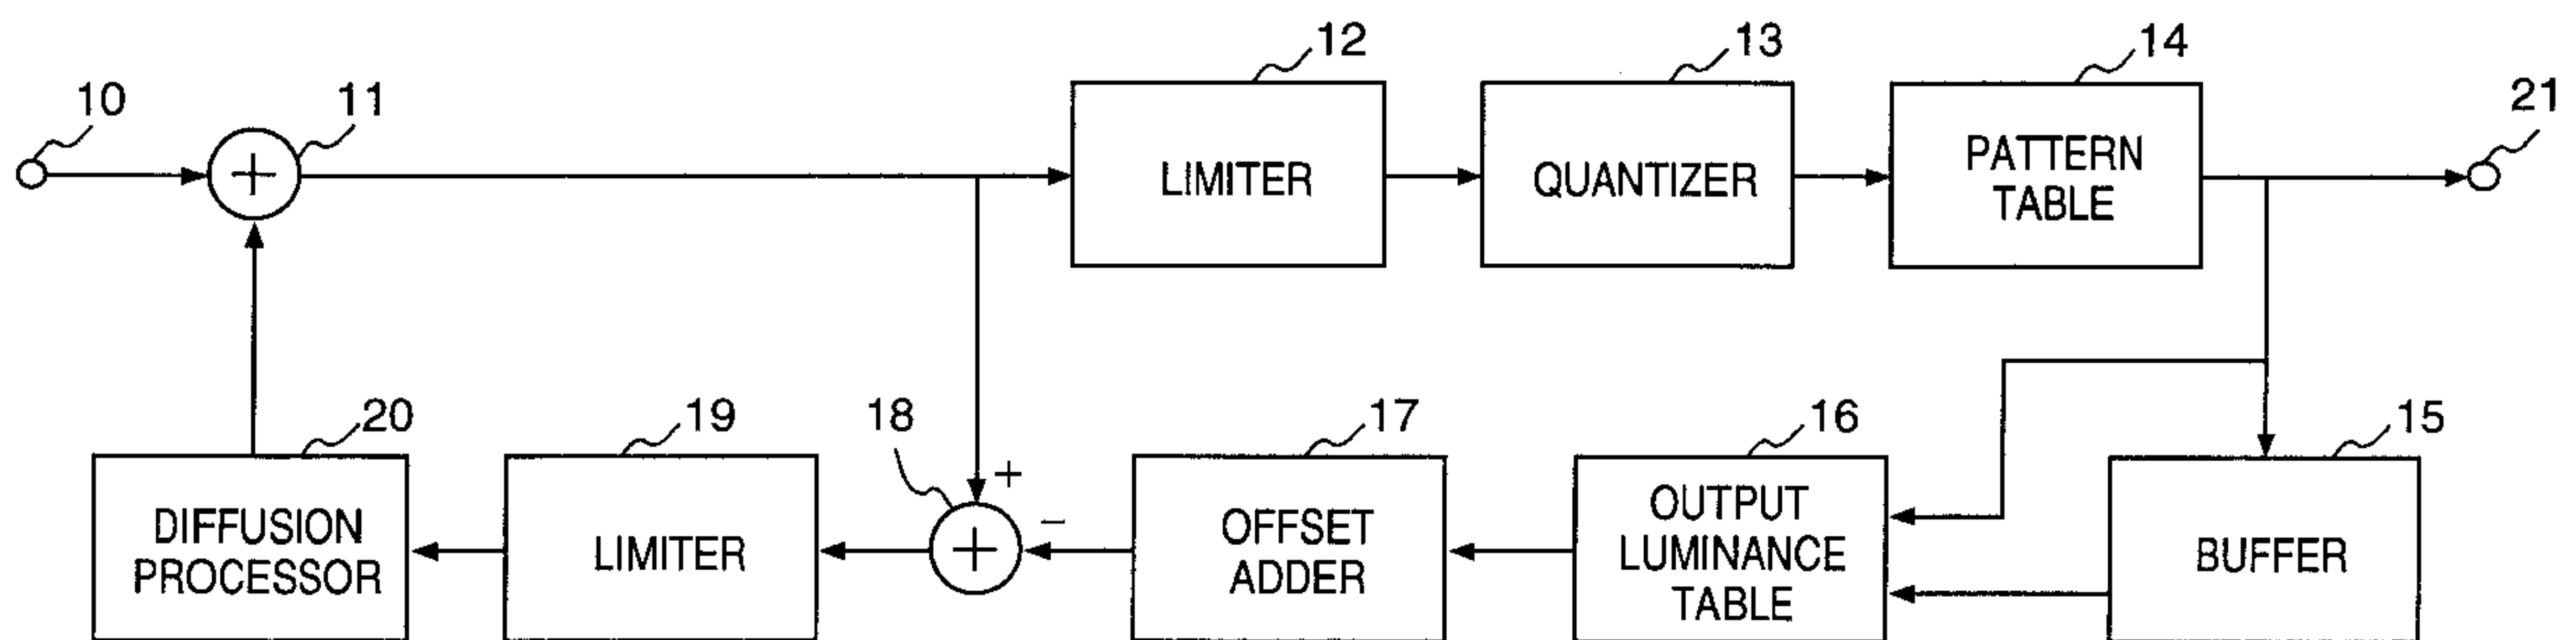 10
11
12
13
14
21
+
LIMITER
QUANTIZER
PATTERN
TABLE
20
19
18
17
16
15
+
−
DIFFUSION
PROCESSOR
LIMITER
+
OFFSET
ADDER
OUTPUT
LUMINANCE
TABLE
BUFFER